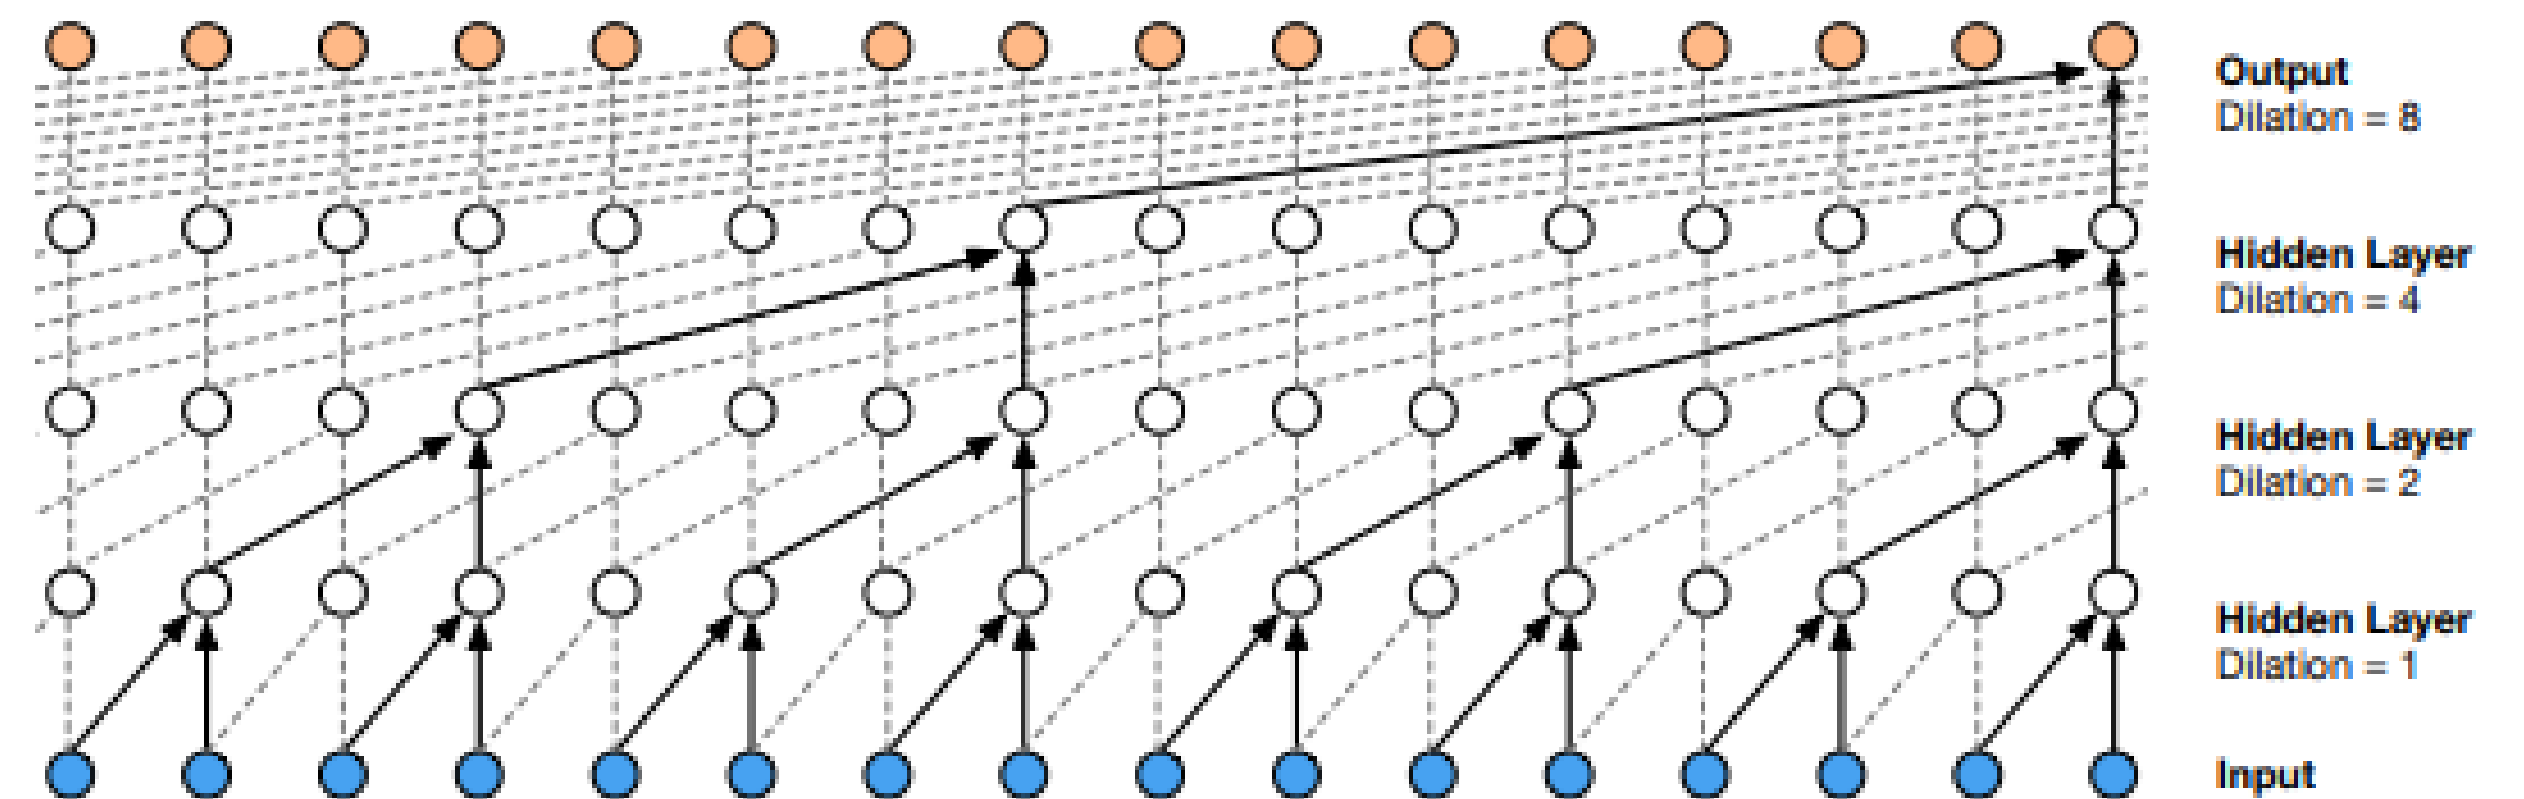 Output
Dilation = 8
Hidden Layer
Dilation = 4
Hidden Layer
Dilation = 2
Hidden Layer
Dilation = 1
Input